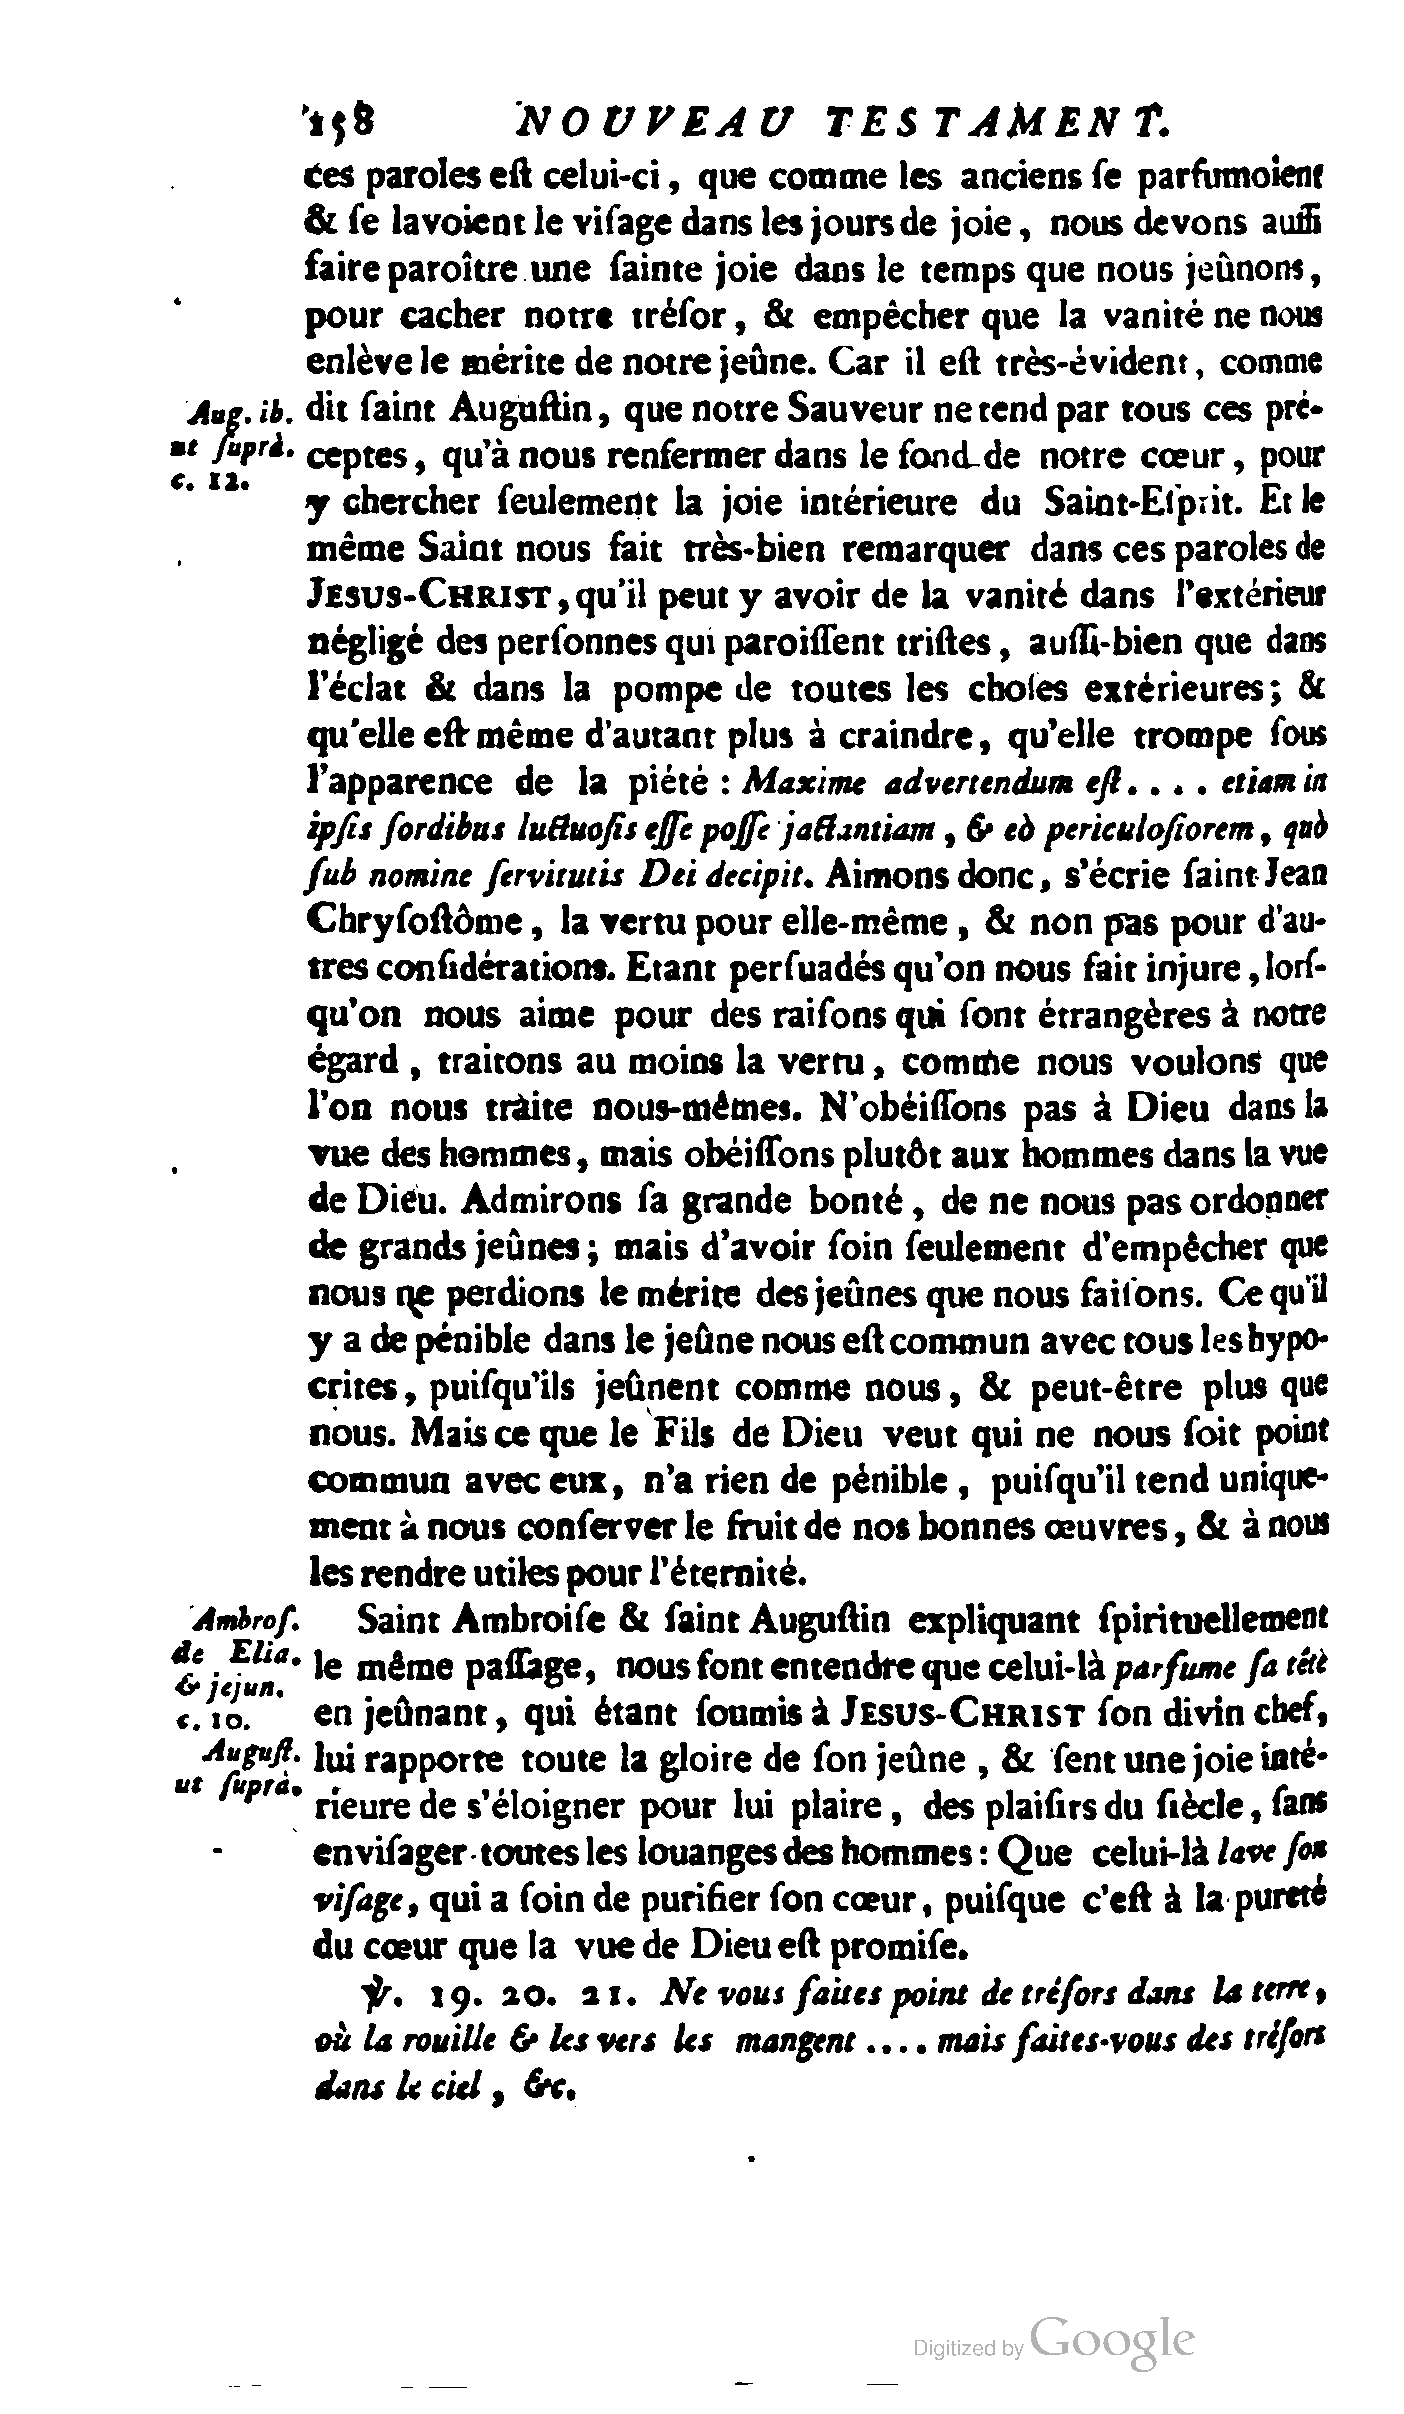 158 NOUVEAU TESTAMENT.
ces paroles eſt celui-ci, que comme les anciens ſe parfumoient
& ſe lavoient le viſage dans les jours de joie, nous devons auſſi
faire paroître une ſainte joie dans le temps que nous jeûnons,
pour cacher notre tréſor, & empêcher que la vanité ne nous
enlève le mérite de notre jeûne. Car il eſt très-évident, comme
Aug. ib. dit ſaint Auguſtin, que notre Sauveur ne tend par tous ces pré-
ut ſuprà. ceptes, qu'à nous renfermer dans le fond de notre cœur, pour
c. 12.
y chercher ſeulement la joie intérieure du Saint-Eſprit. Et le
même Saint nous fait très-bien remarquer dans ces paroles de
JESUS-CHRIST, qu'il peut y avoir de la vanité dans l'extérieur
négligé des perſonnes qui paroiſſent triſtes, auſſi-bien que dans
l'éclat & dans la pompe de toutes les choſes extérieures; &
qu'elle eſt même d'autant plus à craindre, qu'elle trompe ſous
l'apparence de la piété : Maxime advertendum eſt.... etiam in
ipſis ſordibus luctuoſis eſſe poſſe jactantiam, & eò periculoſiorem, quò
ſub nomine ſervitutis Dei decipit. Aimons donc, s'écrie ſaint Jean
Chryſoſtôme, la vertu pour elle-même, & non pas pour d'au-
tres conſidérations. Etant perſuadés qu'on nous fait injure, lorſ-
qu'on nous aime pour des raiſons qui ſont étrangères à notre
égard, traitons au moins la vertu, comme nous voulons que
l'on nous traite nous-mêmes. N'obéiſſons pas à Dieu dans la
vue des hommes, mais obéiſſons plutôt aux hommes dans la vue
de Dieu. Admirons ſa grande bonté, de ne nous pas ordonner
de grands jeûnes; mais d'avoir ſoin ſeulement d'empêcher que
nous ne perdions le mérite des jeûnes que nous faiſons. Ce qu'il
y a de pénible dans le jeûne nous eſt commun avec tous les hypo-
crites, puiſqu'ils jeûnent comme nous, & peut-être plus que
nous. Mais ce que le Fils de Dieu veut qui ne nous ſoit point
commun avec eux, n'a rien de pénible, puiſqu'il tend unique-
ment à nous conſerver le fruit de nos bonnes œuvres, & à nous
les rendre utiles pour l'éternité.
Ambroſ. Saint Ambroiſe & ſaint Auguſtin expliquant ſpirituellement
de Elia. le même paſſage, nous font entendre que celui-là parfume ſa tête
& jejun.
c. 10. en jeûnant, qui étant ſoumis à JESUS-CHRIST ſon divin chef,
Auguſt. lui rapporte toute la gloire de ſon jeûne, & ſent une joie inté-
ut ſuprà. rieure de s'éloigner pour lui plaire, des plaiſirs du ſiècle, ſans
enviſager toutes les louanges des hommes : Que celui-là lave ſon
viſage, qui a ſoin de purifier ſon cœur, puiſque c'eſt à la pureté
du cœur que la vue de Dieu eſt promiſe.
℣. 19. 20. 21. Ne vous faites point de tréſors dans la terre,
où la rouille & les vers les mangent .... mais faites-vous des tréſors
dans le ciel, &c.
Digitized by Google